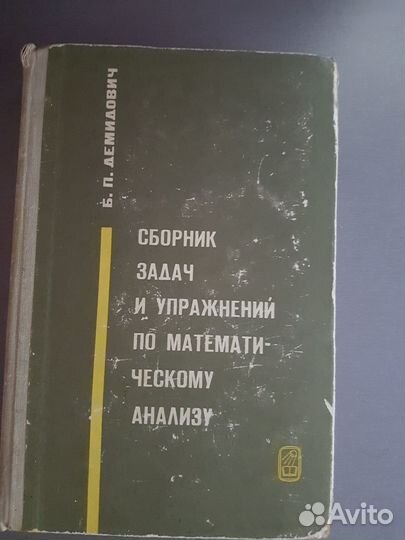 Б. П. ДЕМИДОВИЧ
СБОРНИК
ЗАДАЧ
И УПРАЖНЕНИЙ
ПО МАТЕМАТИ-
ЧЕСКОМУ
АНАЛИЗУ
Avito